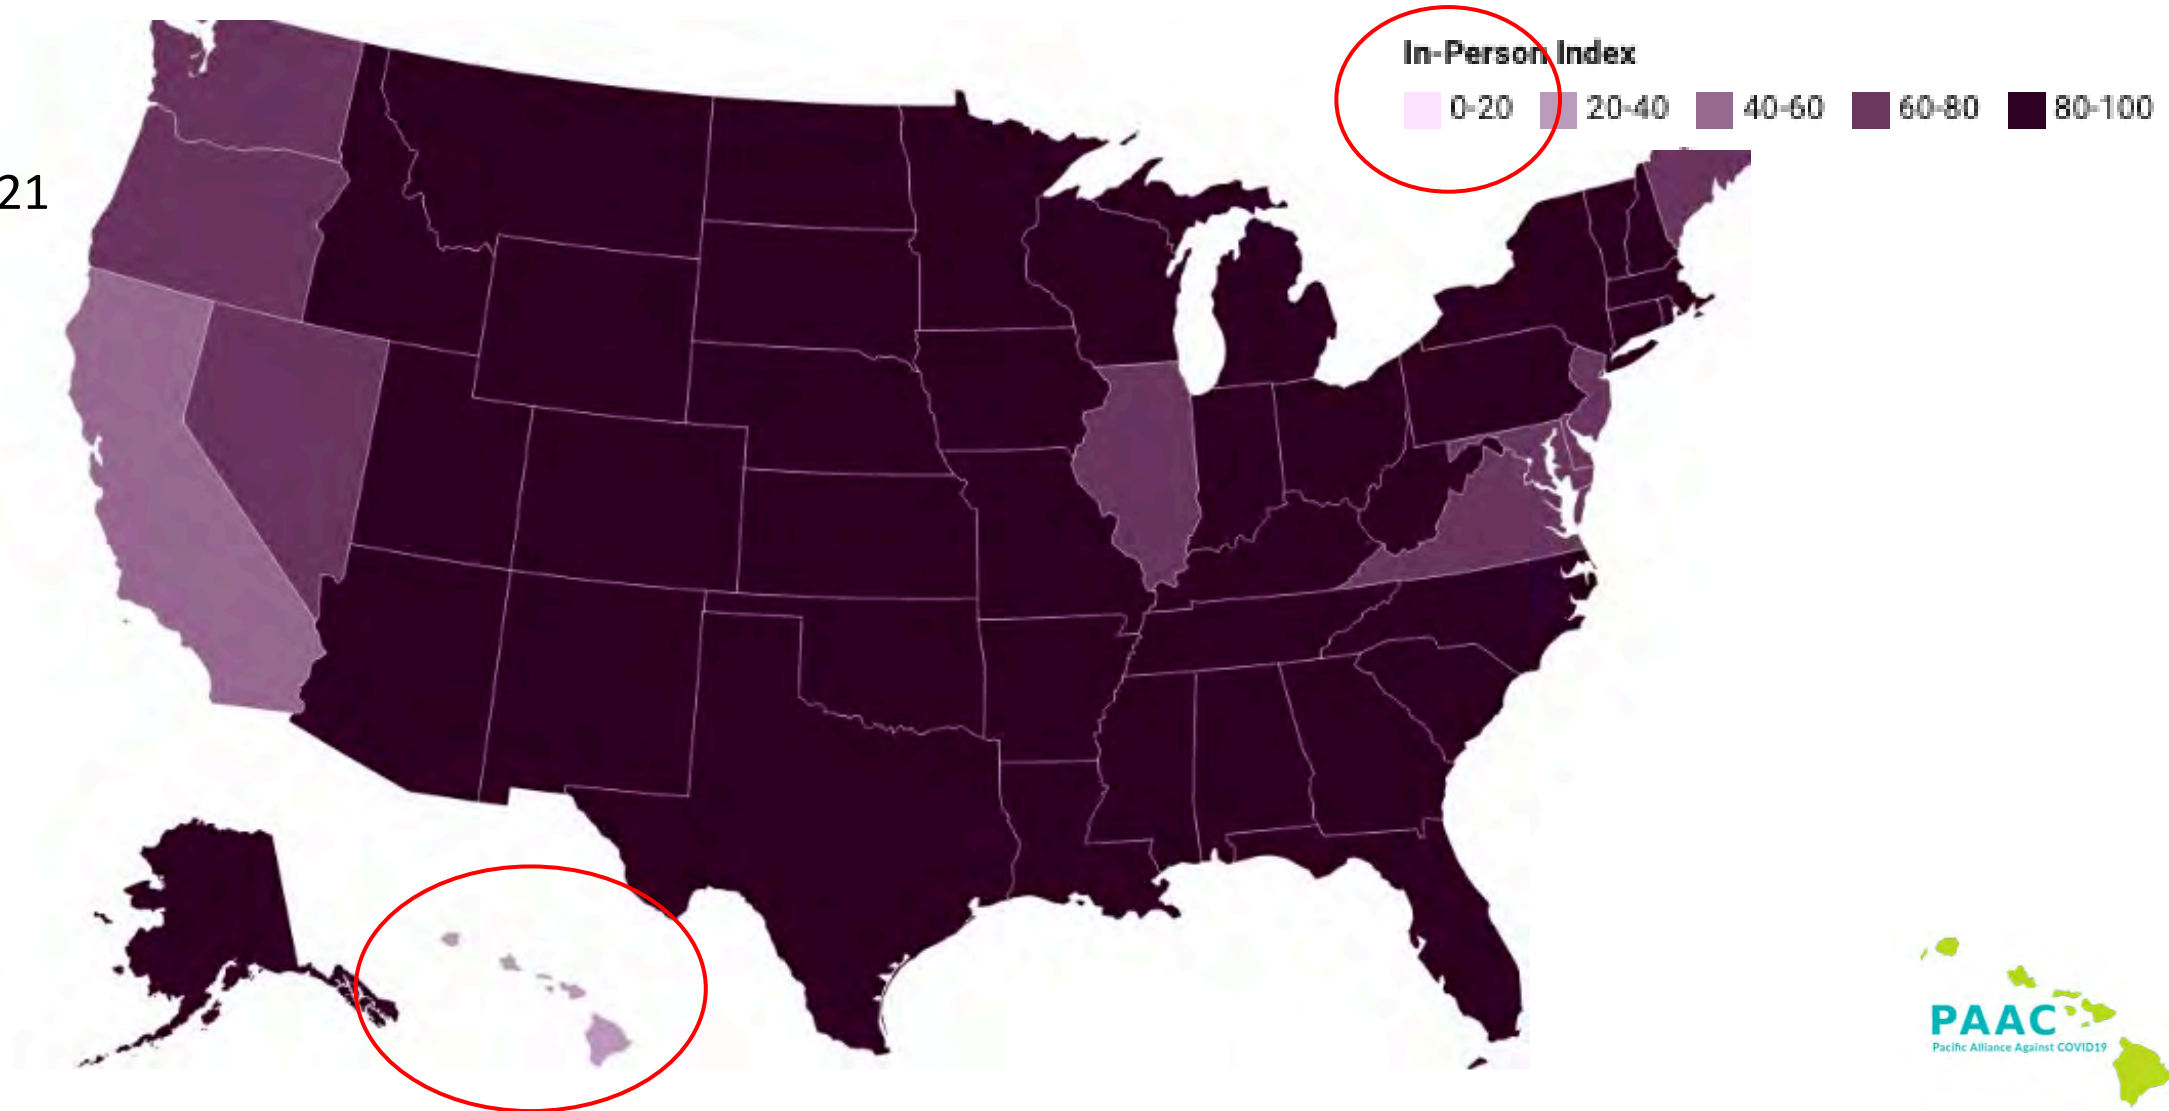 In-Person Index
0-20 20-40 40-60 60-80 80-100
21
PAAC
Pacific Alliance Against COVID19